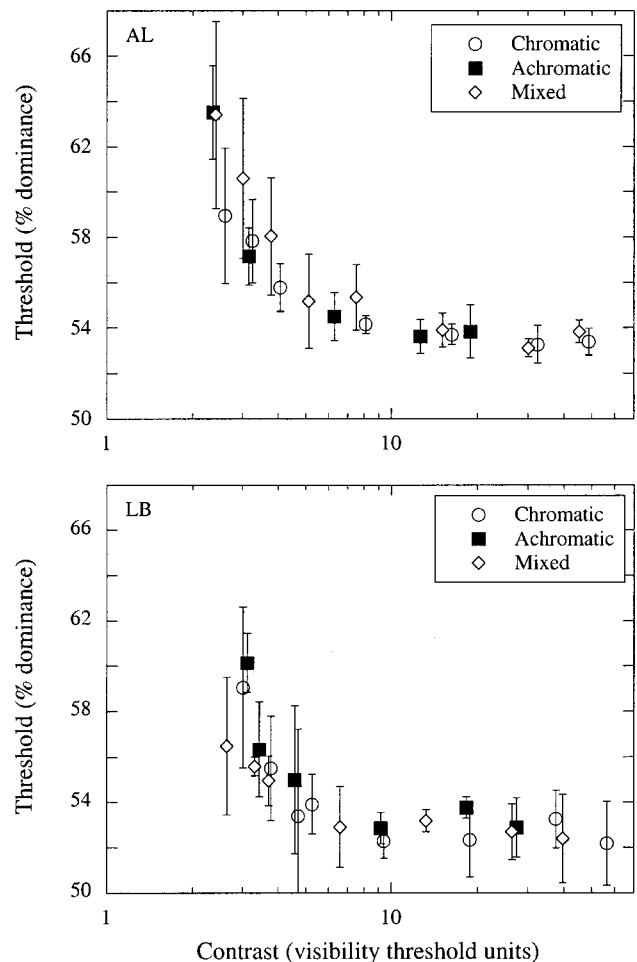 AL
Chromatic
Achromatic
Mixed
66
62
58
54
50
Threshold (% dominance)
1
10
LB
Chromatic
Achromatic
Mixed
66
62
58
53
50
Threshold (% dominance)
1
10
Contrast (visibility threshold units)